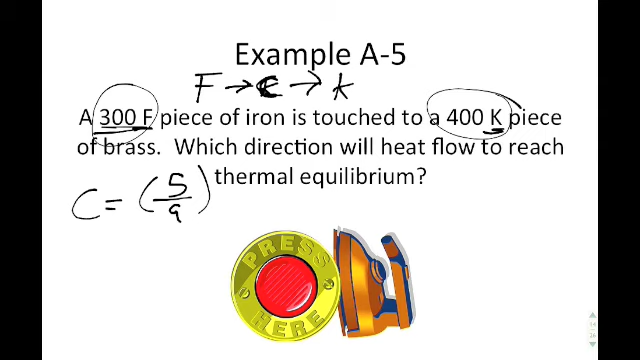 Example A-5
F → C → K
A 300 F piece of iron is touched to a 400 K piece
of brass. Which direction will heat flow to reach
thermal equilibrium?
C = (5/9)
PRESS
HERE